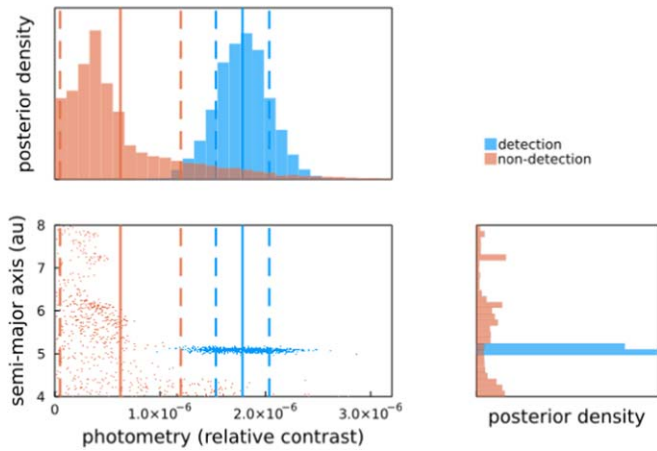 posterior density
detection
non-detection
semi-major axis (au)
8
7
6
5
4
0
1.0×10⁻⁶
2.0×10⁻⁶
3.0×10⁻⁶
photometry (relative contrast)
posterior density